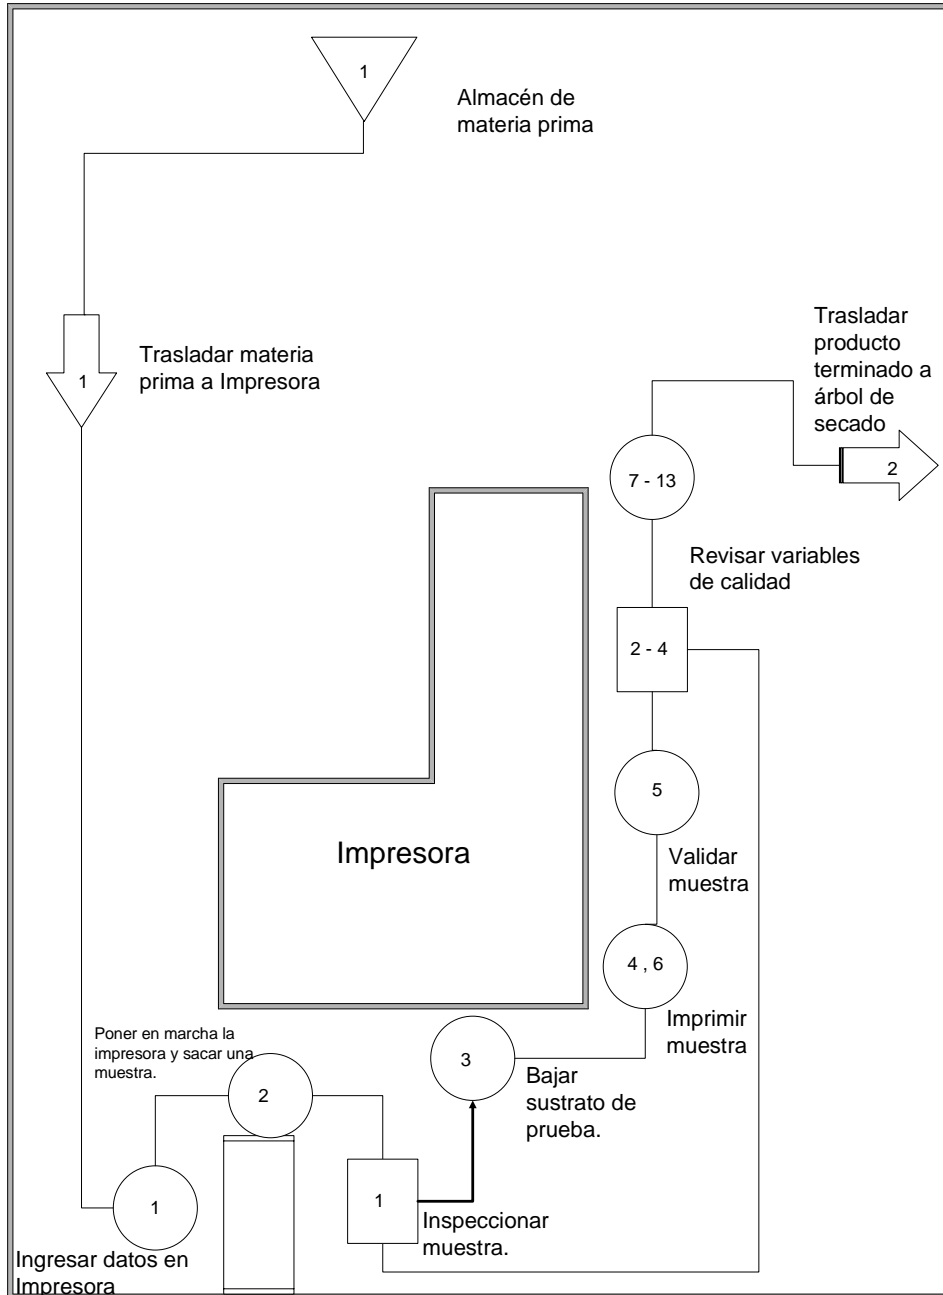 1
Almacén de
materia prima
Trasladar materia
prima a Impresora
1
Trasladar
producto
terminado a
árbol de
secado
2
7 - 13
Revisar variables
de calidad
2 - 4
5
Validar
muestra
Impresora
4 , 6
Imprimir
muestra
Poner en marcha la
impresora y sacar una
muestra.
2
3
Bajar
sustrato de
prueba.
1
Inspeccionar
muestra.
1
Ingresar datos en
Impresora